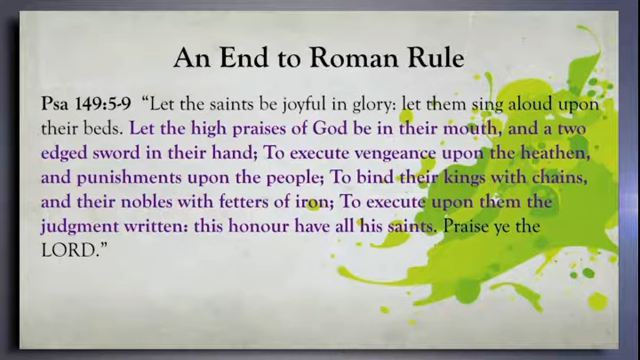 An End to Roman Rule
Psa 149:5-9 “Let the saints be joyful in glory: let them sing aloud upon
their beds. Let the high praises of God be in their mouth, and a two
edged sword in their hand; To execute vengeance upon the heathen,
and punishments upon the people; To bind their kings with chains,
and their nobles with fetters of iron; To execute upon them the
judgment written: this honour have all his saints. Praise ye the
LORD.”